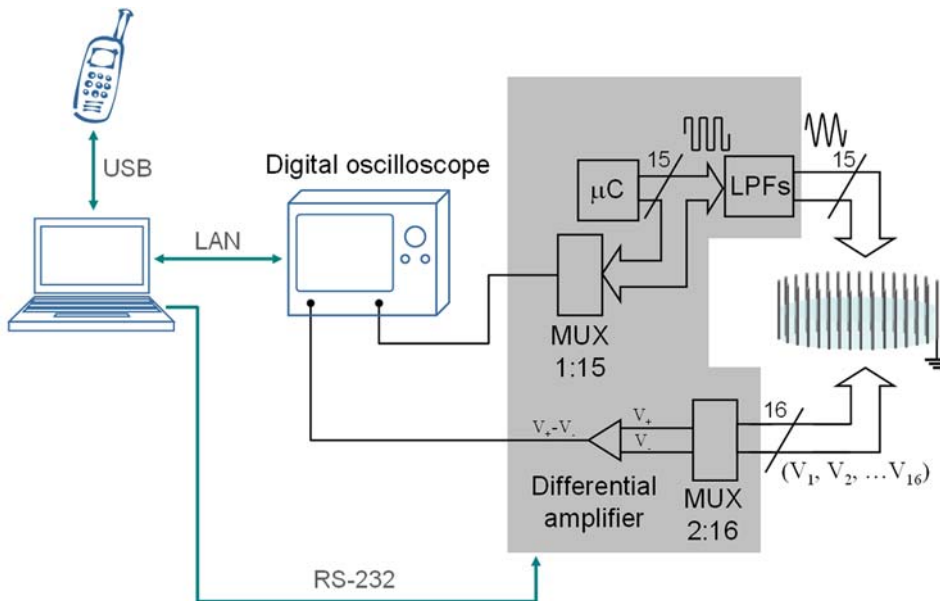 USB
Digital oscilloscope
LAN
µC
15
LPFs
15
MUX
1:15
V₊-V₋
V₊
V₋
Differential
amplifier
MUX
2:16
16
(V₁, V₂, …V₁₆)
RS-232